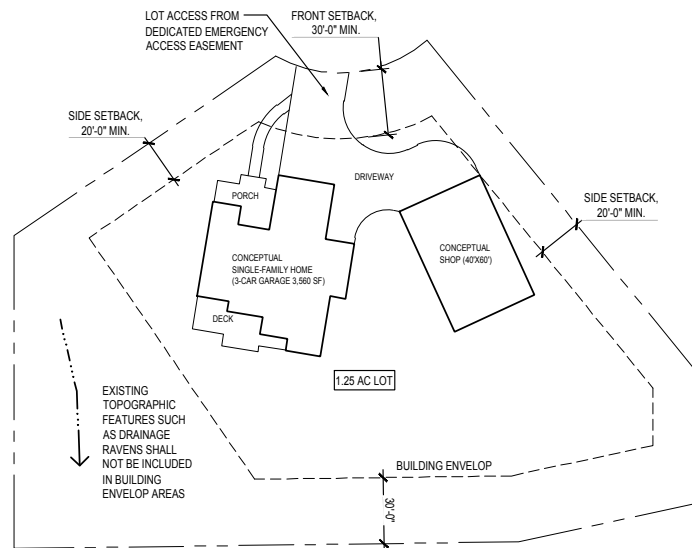 LOT ACCESS FROM
DEDICATED EMERGENCY
ACCESS EASEMENT
FRONT SETBACK,
30'-0" MIN.
SIDE SETBACK,
20'-0" MIN.
DRIVEWAY
PORCH
SIDE SETBACK,
20'-0" MIN.
CONCEPTUAL
SINGLE-FAMILY HOME
(3-CAR GARAGE 3,560 SF)
CONCEPTUAL
SHOP (40'X60')
DECK
1.25 AC LOT
EXISTING
TOPOGRAPHIC
FEATURES SUCH
AS DRAINAGE
RAVENS SHALL
NOT BE INCLUDED
IN BUILDING
ENVELOP AREAS
BUILDING ENVELOP
30'-0"